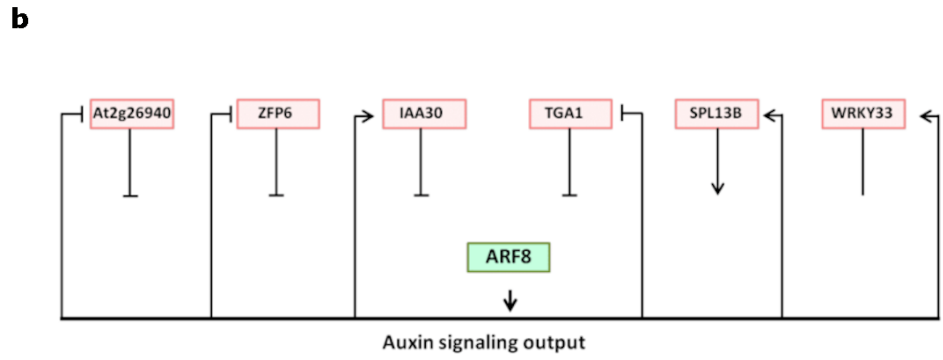 b
At2g26940 ZFP6 IAA30 TGA1 SPL13B WRKY33
ARF8
Auxin signaling output